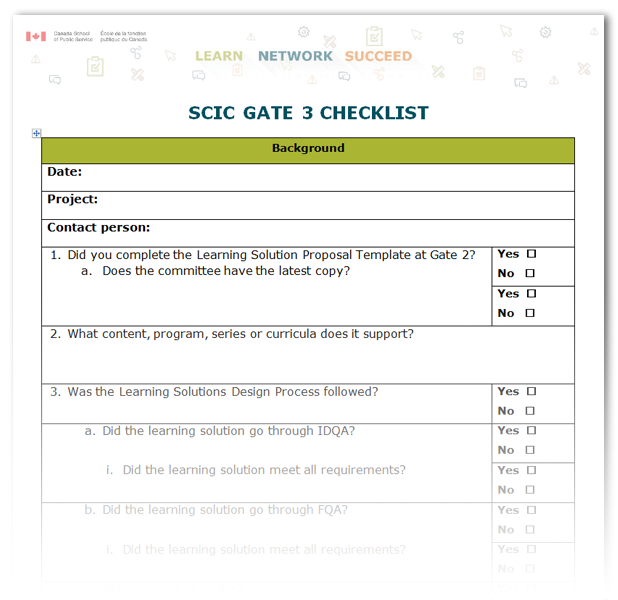 Canada School École de la fonction
of Public Service publique du Canada
LEARN NETWORK SUCCEED
SCIC GATE 3 CHECKLIST
Background
Date:
Project:
Contact person:
1. Did you complete the Learning Solution Proposal Template at Gate 2? Yes ☐
No ☐
a. Does the committee have the latest copy? Yes ☐
No ☐
2. What content, program, series or curricula does it support?
3. Was the Learning Solutions Design Process followed? Yes ☐
No ☐
a. Did the learning solution go through IDQA? Yes ☐
No ☐
i. Did the learning solution meet all requirements? Yes ☐
No ☐
b. Did the learning solution go through FQA? Yes ☐
No ☐
i. Did the learning solution meet all requirements? Yes ☐
No ☐